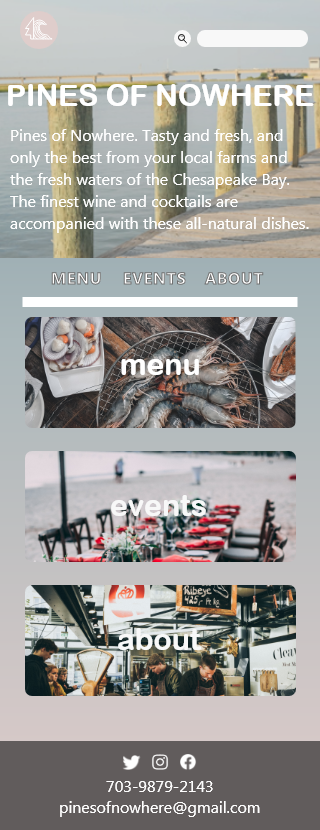 PINES OF NOWHERE
Pines of Nowhere. Tasty and fresh, and
only the best from your local farms and
the fresh waters of the Chesapeake Bay.
The finest wine and cocktails are
accompanied with these all-natural dishes.
MENU EVENTS ABOUT
menu
events
Ribeye
about
703-9879-2143
pinesofnowhere@gmail.com